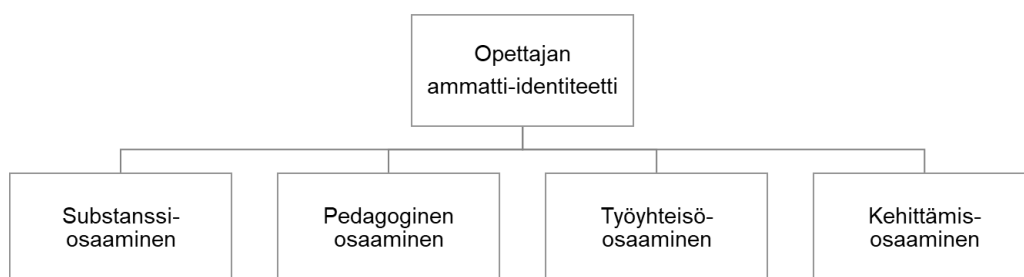 Opettajan
ammatti-identiteetti
Substanssi-
osaaminen
Pedagoginen
osaaminen
Työyhteisö-
osaaminen
Kehittämis-
osaaminen